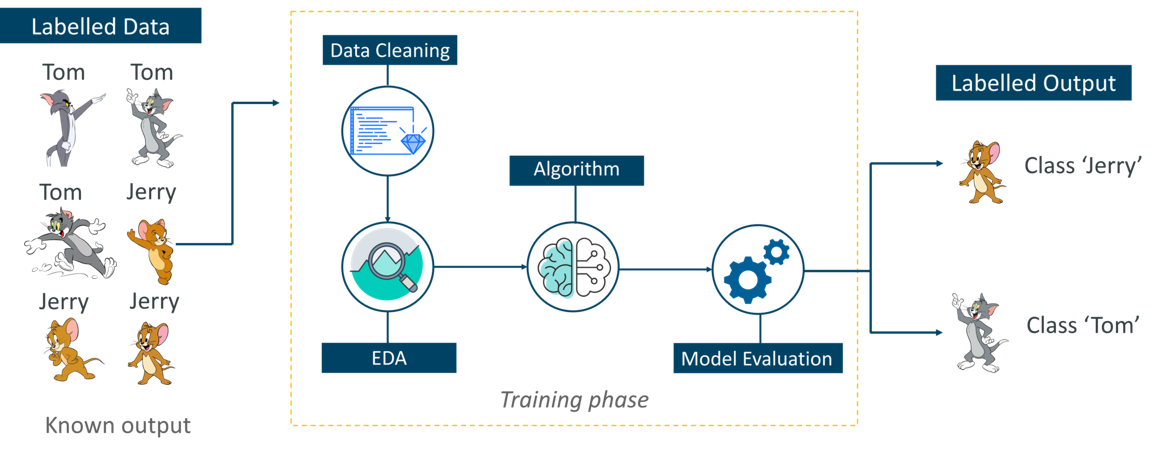 Labelled Data
Tom Tom
Tom Jerry
Jerry Jerry
Known output
Data Cleaning
EDA
Algorithm
Model Evaluation
Training phase
Labelled Output
Class ‘Jerry’
Class ‘Tom’